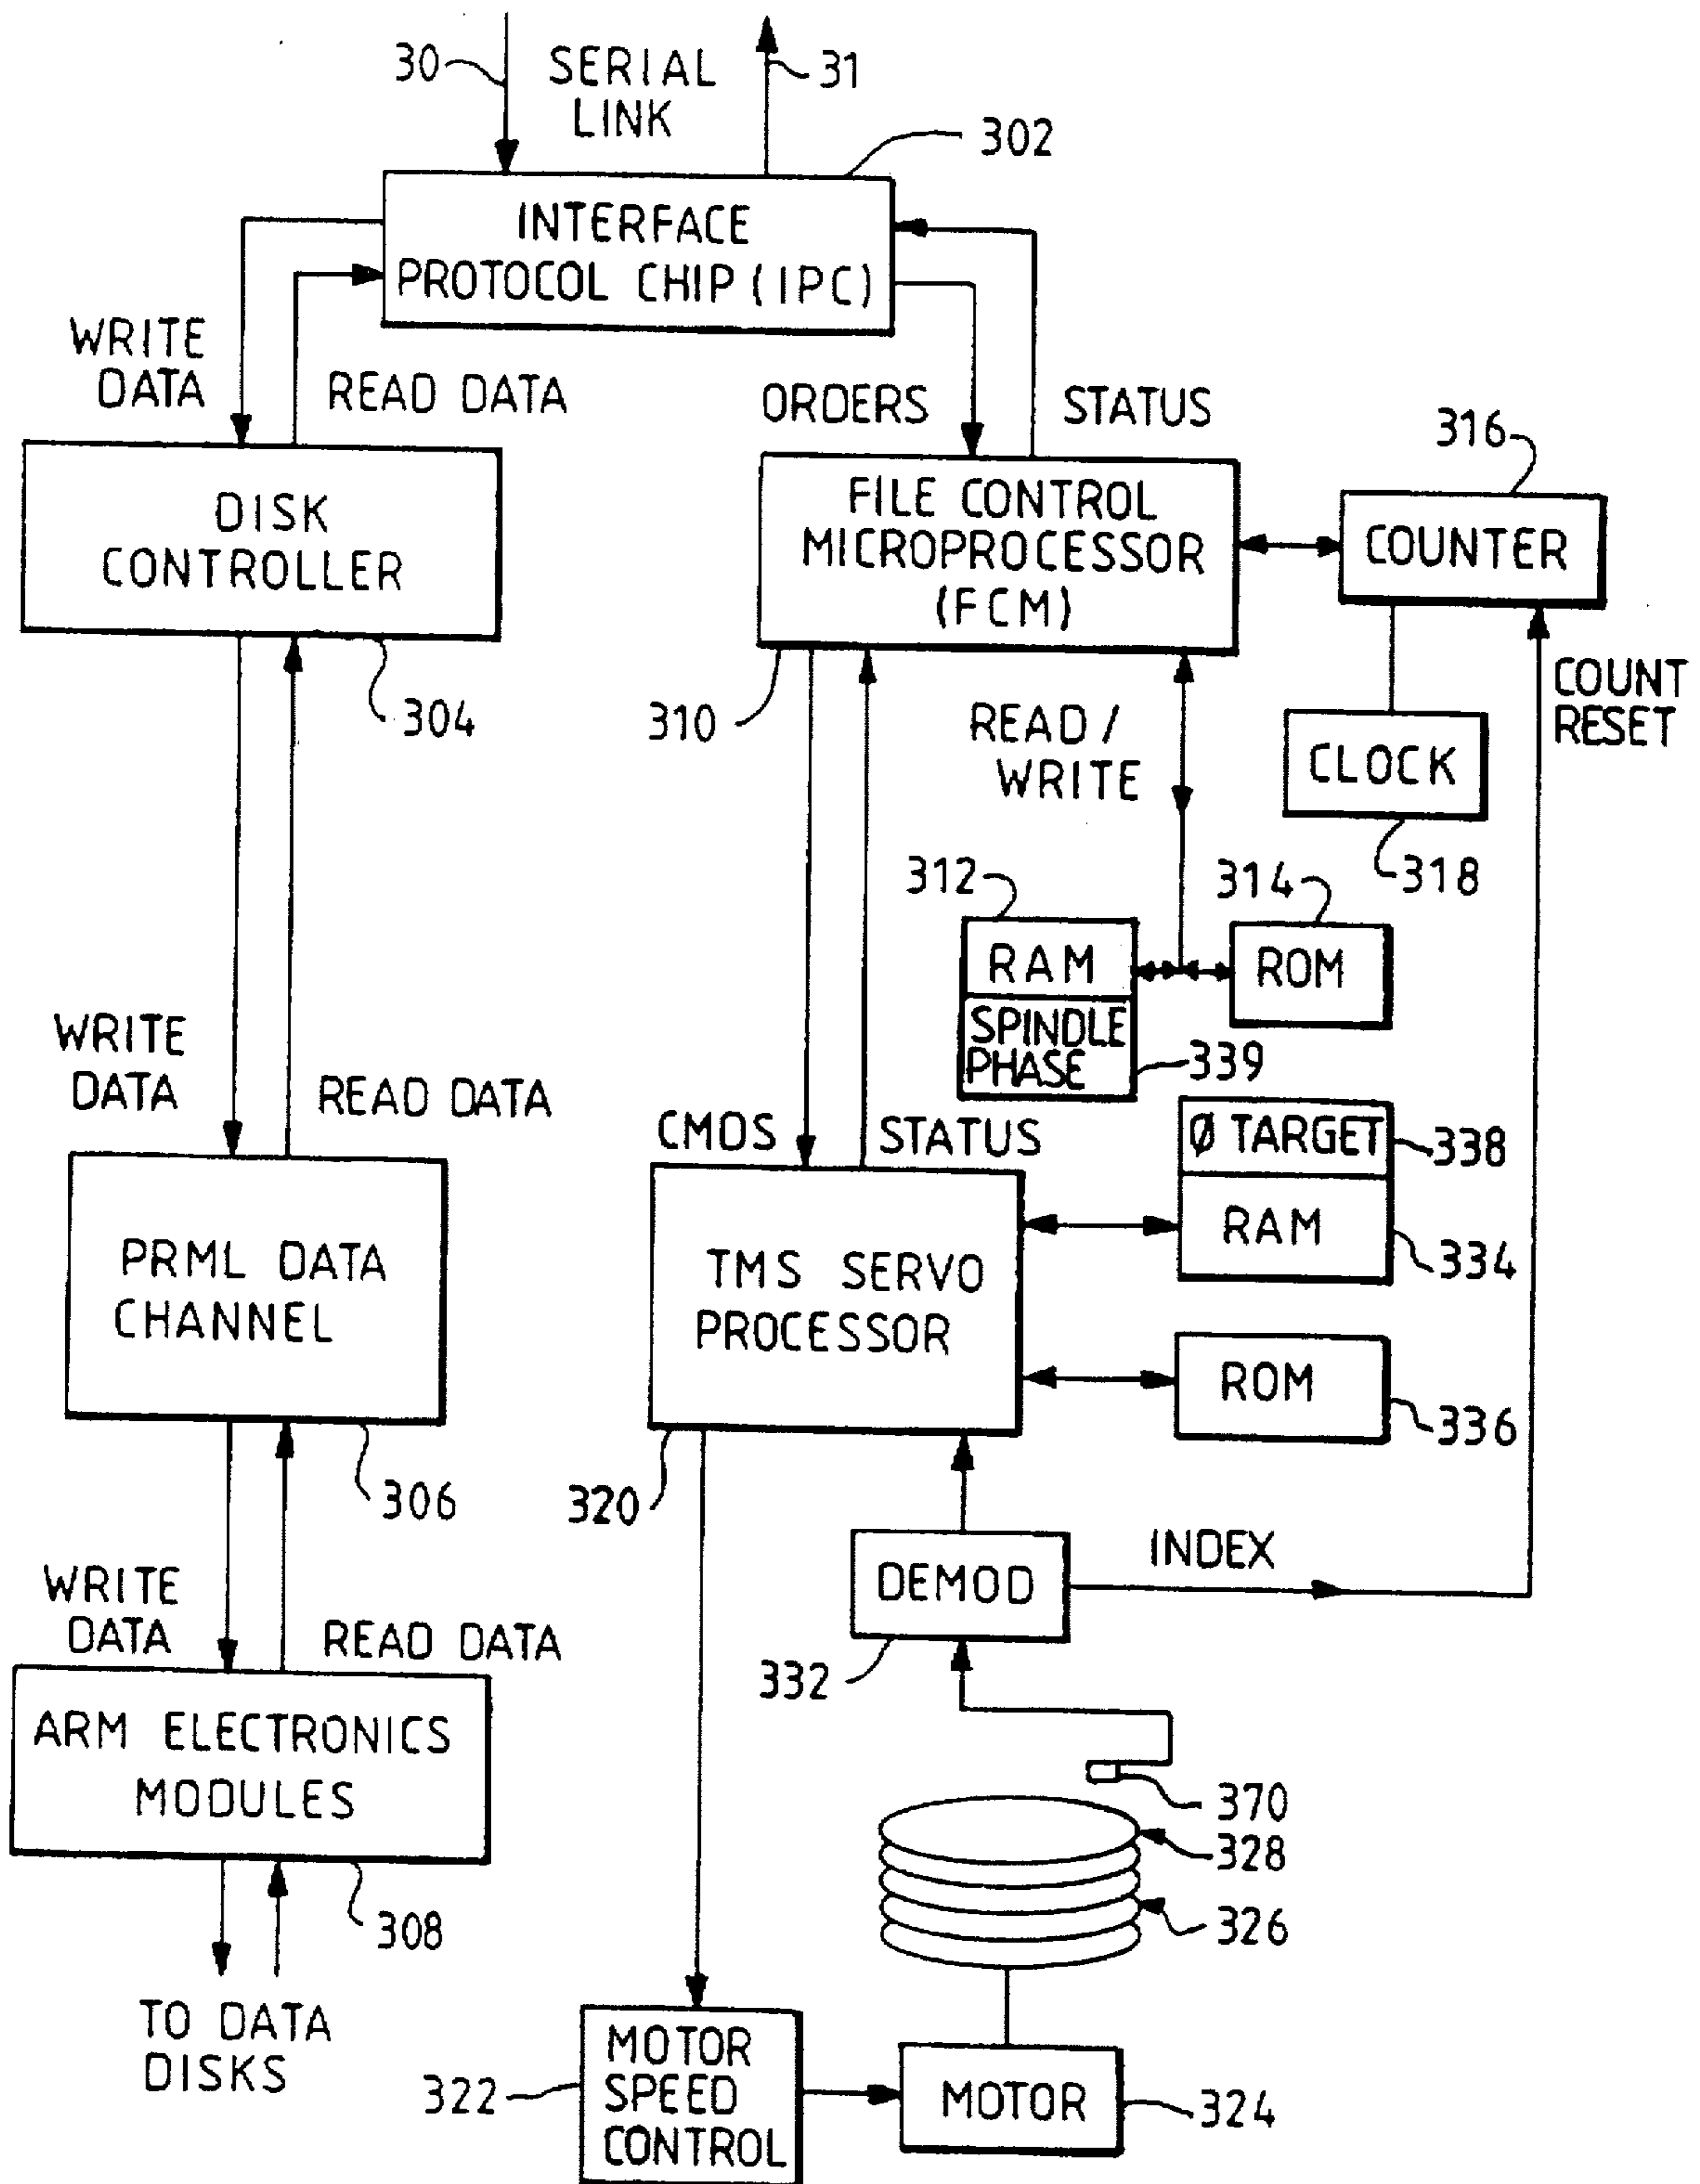 30
SERIAL
LINK
31
302
INTERFACE
PROTOCOL CHIP (IPC)
WRITE
DATA
READ DATA
ORDERS
STATUS
316
DISK
CONTROLLER
FILE CONTROL
MICROPROCESSOR
(FCM)
COUNTER
304
310
READ /
WRITE
CLOCK
COUNT
RESET
318
312
314
RAM
ROM
SPINDLE
PHASE
339
WRITE
DATA
READ DATA
CMOS
STATUS
Ø TARGET
338
RAM
334
PRML DATA
CHANNEL
TMS SERVO
PROCESSOR
ROM
336
306
320
INDEX
DEMOD
WRITE
DATA
READ DATA
332
ARM ELECTRONICS
MODULES
370
328
326
308
TO DATA
DISKS
322
MOTOR
SPEED
CONTROL
MOTOR
324